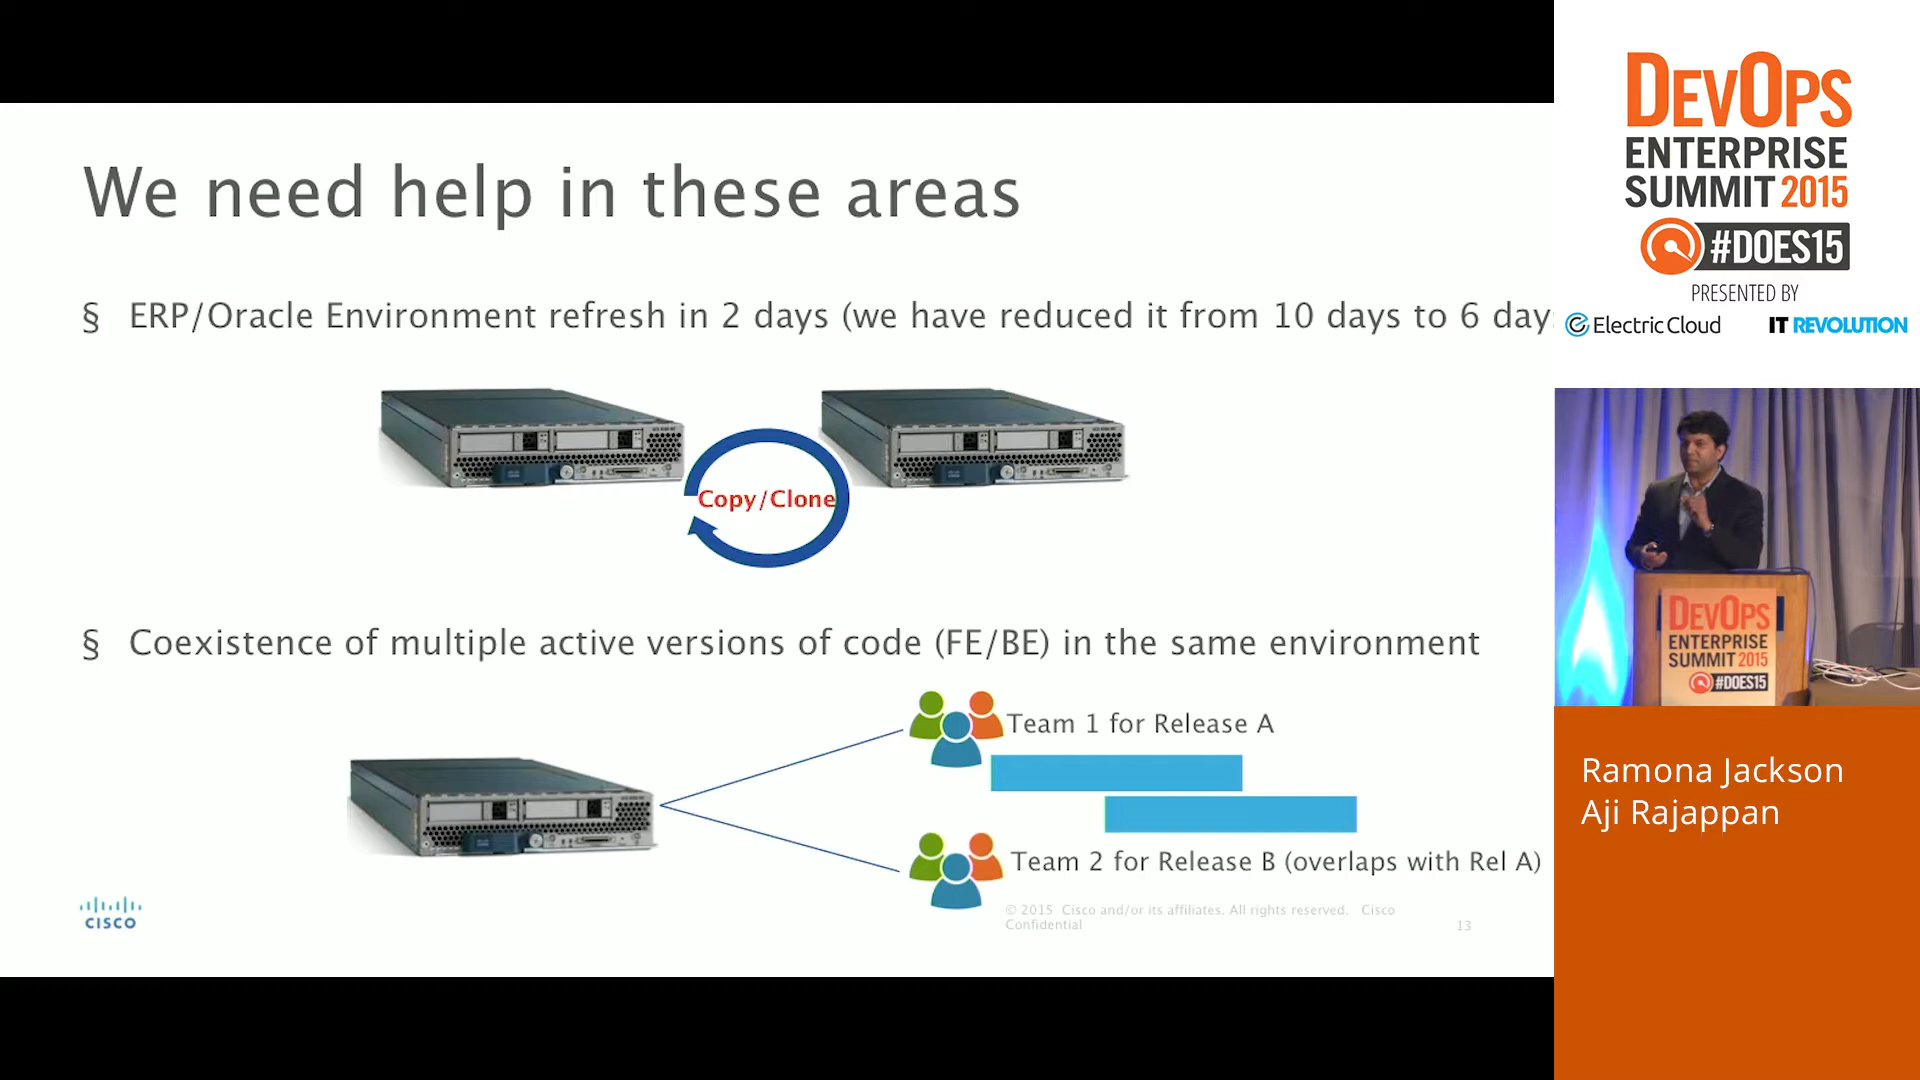 We need help in these areas
§ ERP/Oracle Environment refresh in 2 days (we have reduced it from 10 days to 6 day
Copy/Clone
§ Coexistence of multiple active versions of code (FE/BE) in the same environment
Team 1 for Release A
Team 2 for Release B (overlaps with Rel A)
CISCO
© 2015 Cisco and/or its affiliates. All rights reserved. Cisco
Confidential
13
DEVOPS
ENTERPRISE
SUMMIT 2015
#DOES15
PRESENTED BY
Electric Cloud
IT REVOLUTION
DEVOPS
ENTERPRISE
SUMMIT 2015
#DOES15
Ramona Jackson
Aji Rajappan